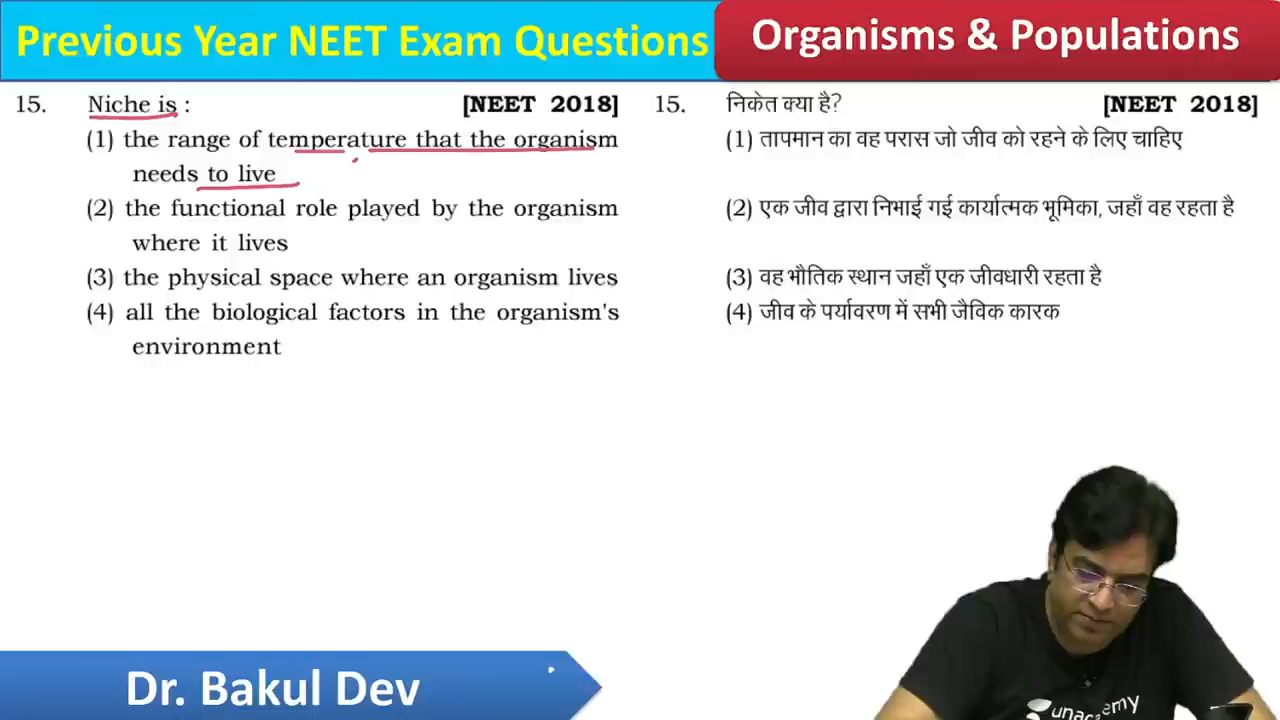 Previous Year NEET Exam Questions
Organisms & Populations
15. Niche is : [NEET 2018]
(1) the range of temperature that the organism
needs to live
(2) the functional role played by the organism
where it lives
(3) the physical space where an organism lives
(4) all the biological factors in the organism's
environment
15. निकेत क्या है? [NEET 2018]
(1) तापमान का वह परास जो जीव को रहने के लिए चाहिए
(2) एक जीव द्वारा निभाई गई कार्यात्मक भूमिका, जहाँ वह रहता है
(3) वह भौतिक स्थान जहाँ एक जीवधारी रहता है
(4) जीव के पर्यावरण में सभी जैविक कारक
Dr. Bakul Dev
unacademy